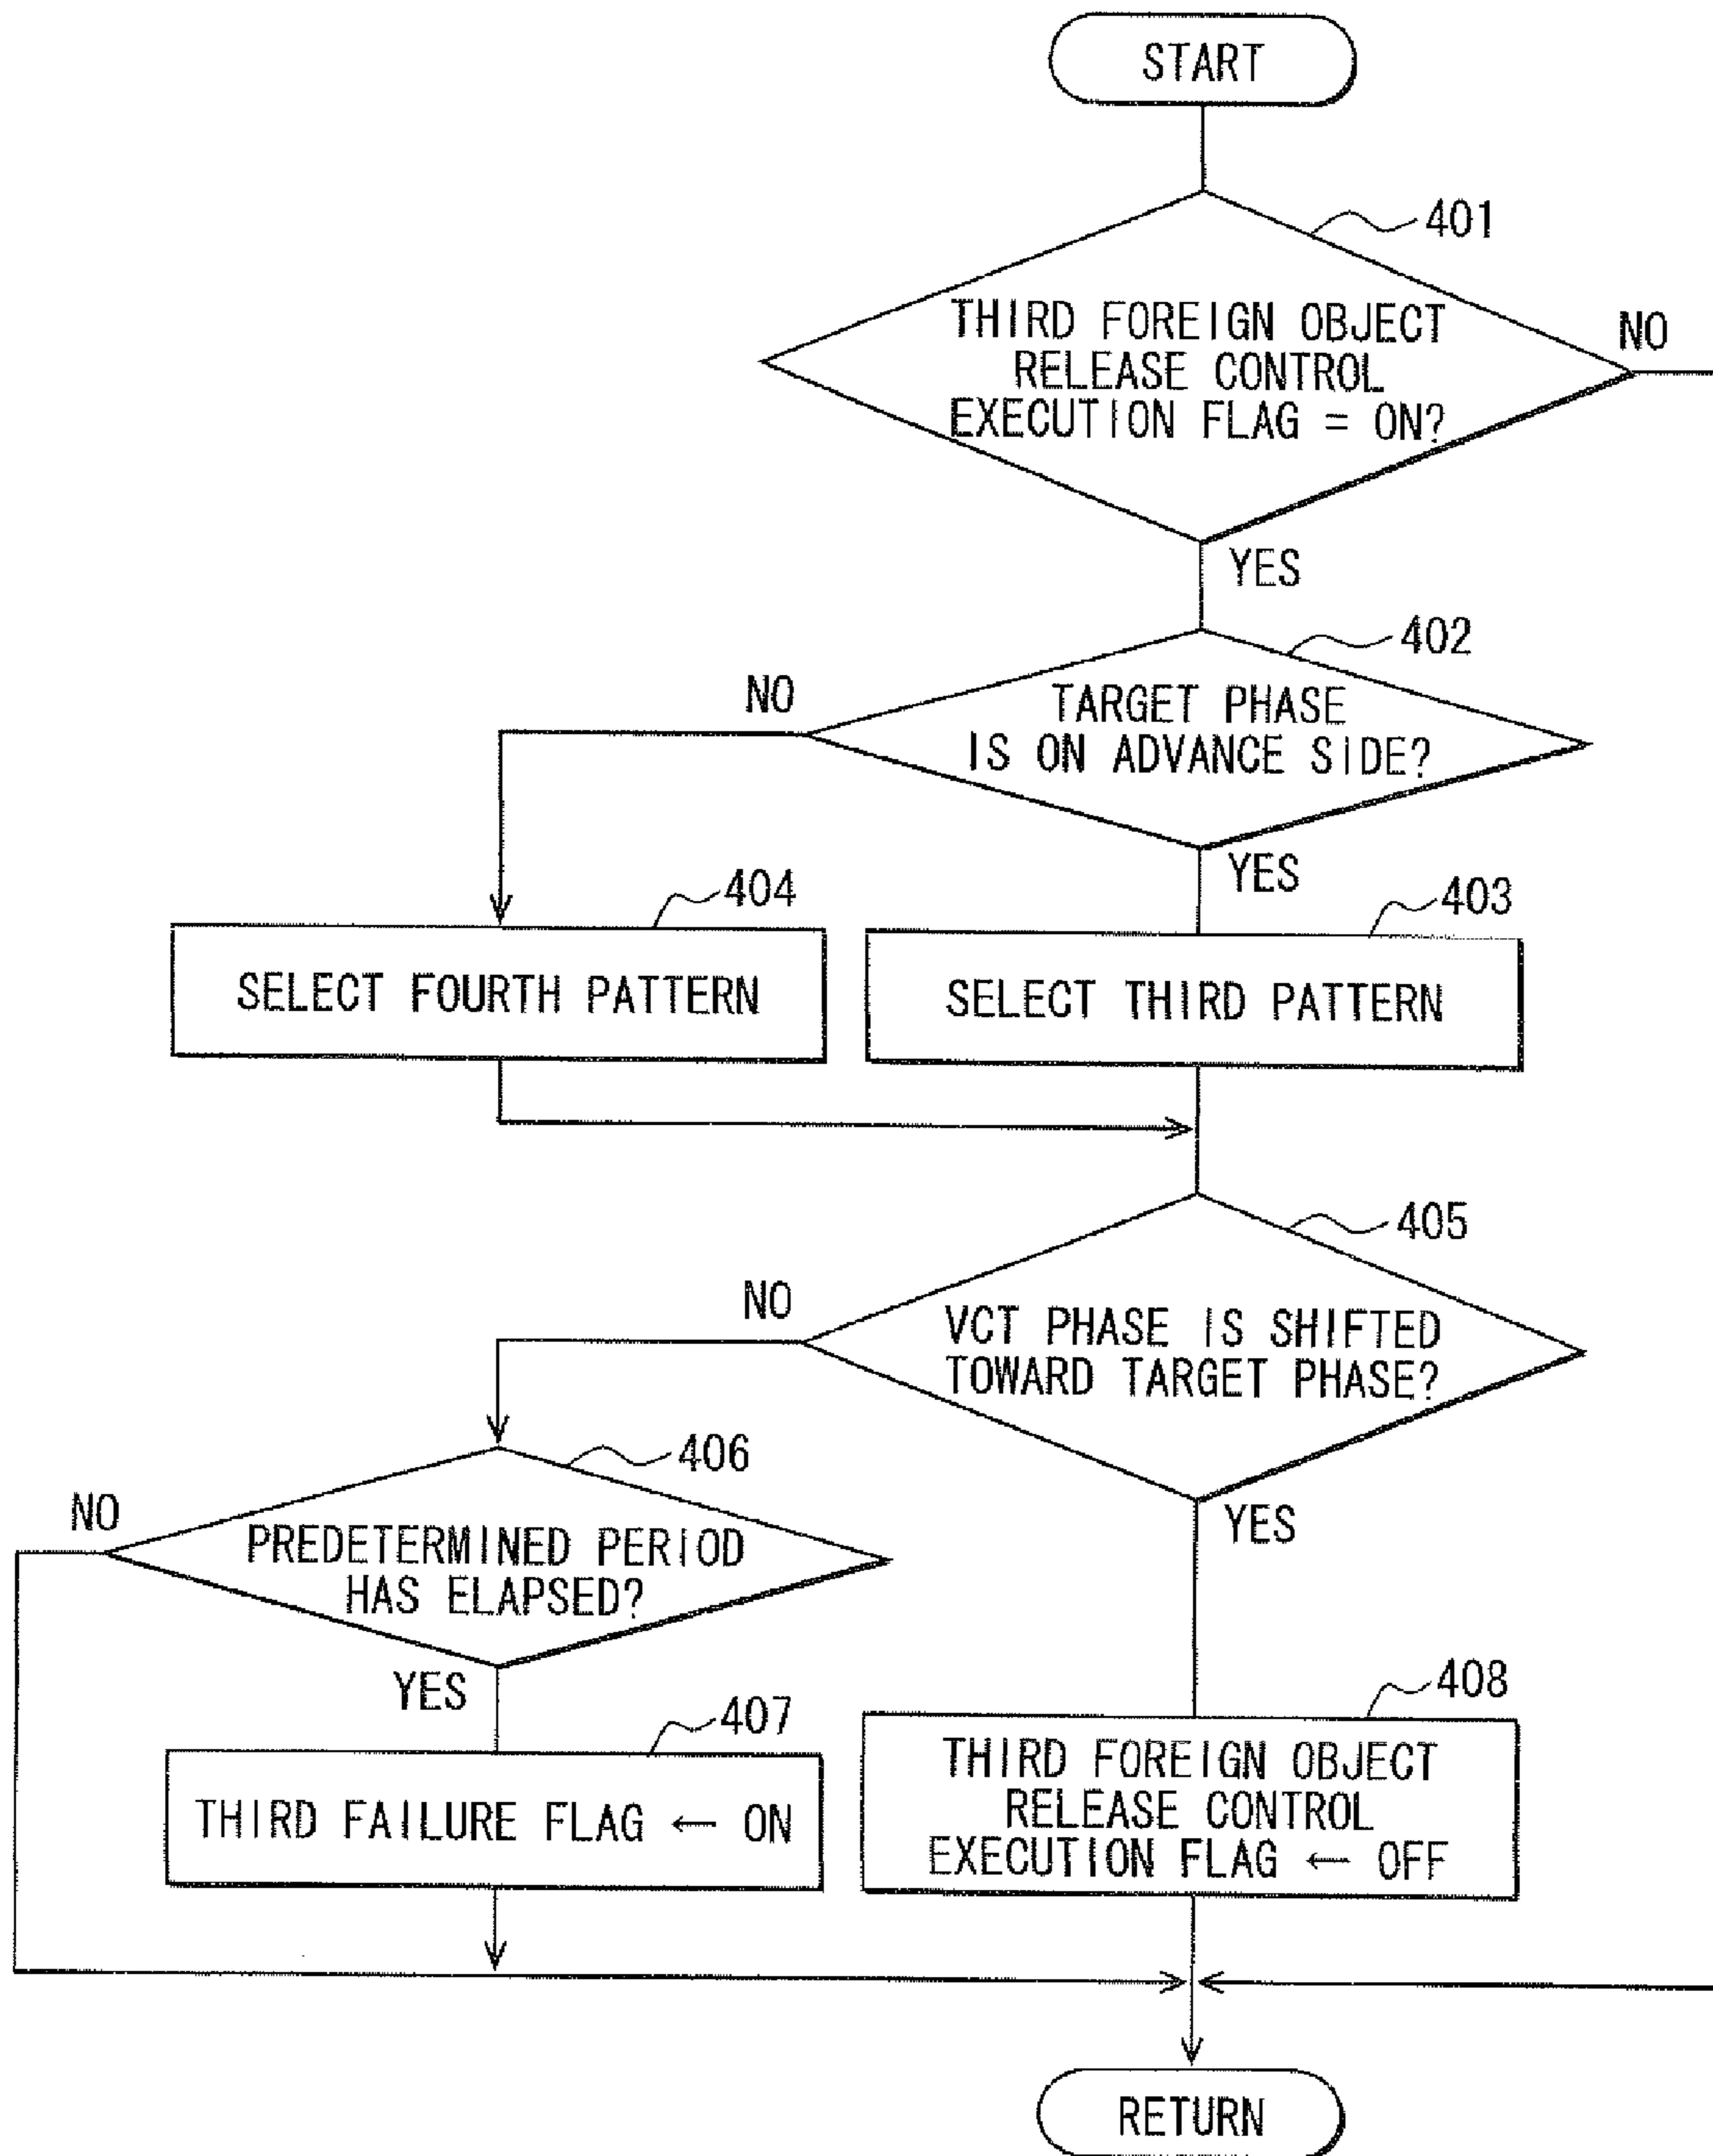 START
401
THIRD FOREIGN OBJECT
RELEASE CONTROL
EXECUTION FLAG = ON?
NO
YES
402
TARGET PHASE
IS ON ADVANCE SIDE?
NO
YES
404
SELECT FOURTH PATTERN
403
SELECT THIRD PATTERN
405
VCT PHASE IS SHIFTED
TOWARD TARGET PHASE?
NO
YES
406
PREDETERMINED PERIOD
HAS ELAPSED?
NO
YES
407
THIRD FAILURE FLAG ← ON
408
THIRD FOREIGN OBJECT
RELEASE CONTROL
EXECUTION FLAG ← OFF
RETURN